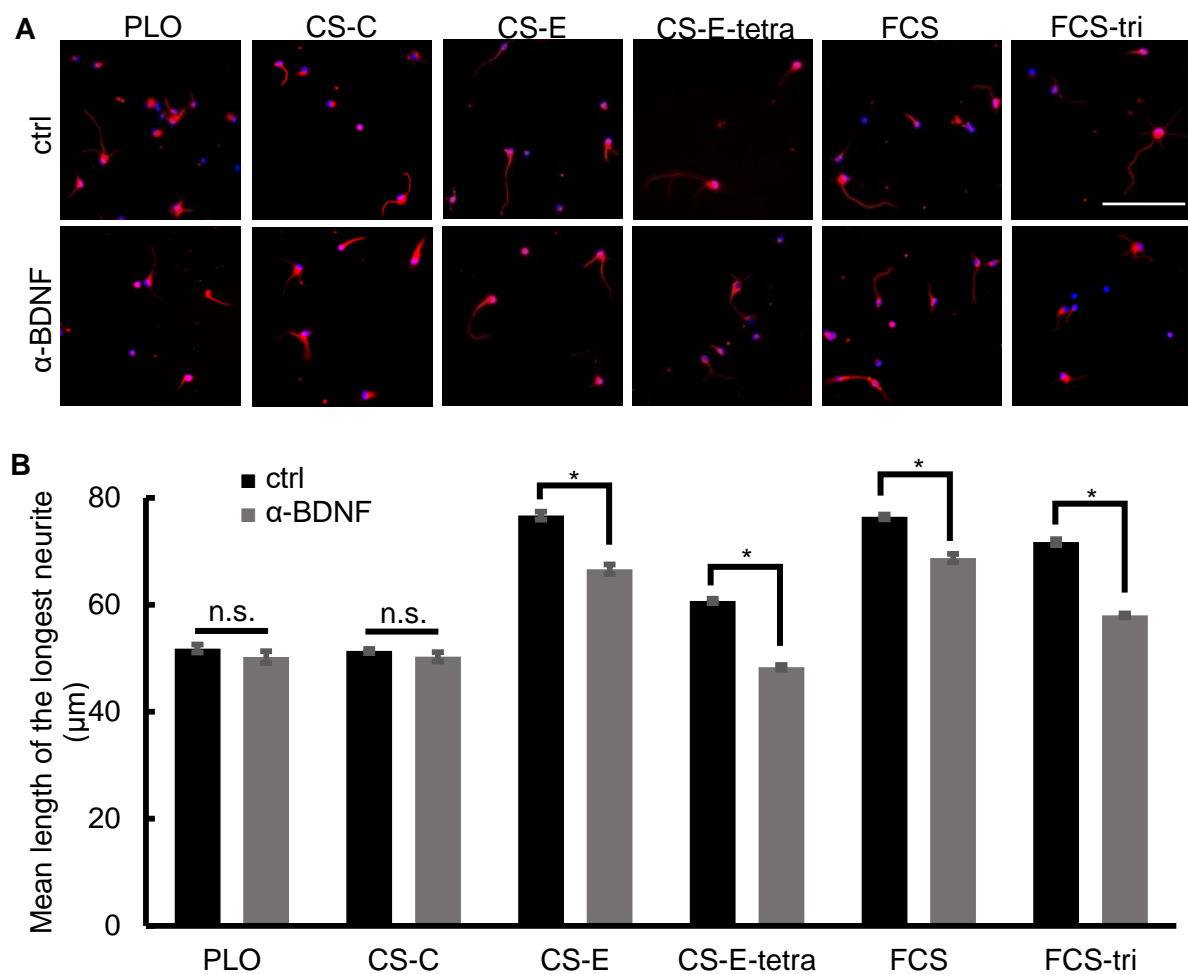 A
PLO CS-C CS-E CS-E-tetra FCS FCS-tri
ctrl
α-BDNF
B
ctrl
α-BDNF
Mean length of the longest neurite
(µm)
80
60
40
20
0
n.s. n.s. * * * *
PLO CS-C CS-E CS-E-tetra FCS FCS-tri